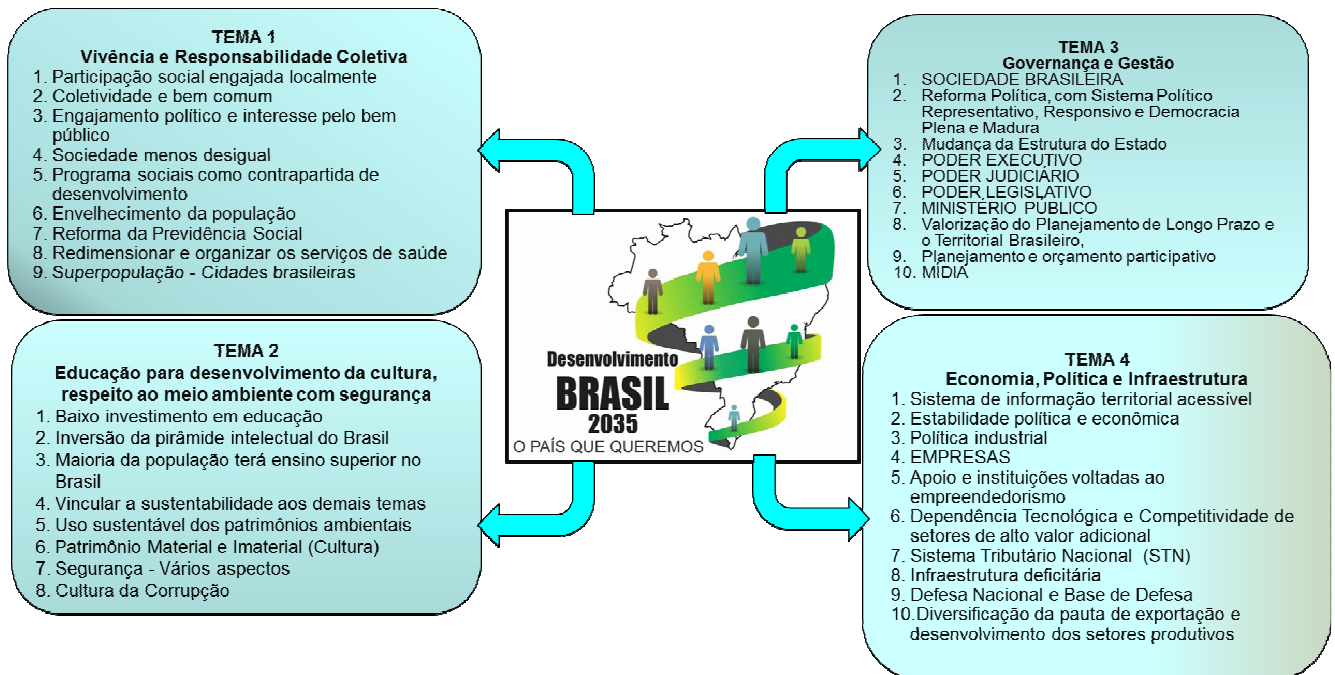 TEMA 1
Vivência e Responsabilidade Coletiva
1. Participação social engajada localmente
2. Coletividade e bem comum
3. Engajamento político e interesse pelo bem
público
4. Sociedade menos desigual
5. Programa sociais como contrapartida de
desenvolvimento
6. Envelhecimento da população
7. Reforma da Previdência Social
8. Redimensionar e organizar os serviços de saúde
9. Superpopulação - Cidades brasileiras
TEMA 2
Educação para desenvolvimento da cultura,
respeito ao meio ambiente com segurança
1. Baixo investimento em educação
2. Inversão da pirâmide intelectual do Brasil
3. Maioria da população terá ensino superior no
Brasil
4. Vincular a sustentabilidade aos demais temas
5. Uso sustentável dos patrimônios ambientais
6. Patrimônio Material e Imaterial (Cultura)
7. Segurança - Vários aspectos
8. Cultura da Corrupção
Desenvolvimento
BRASIL
2035
O PAÍS QUE QUEREMOS
TEMA 3
Governança e Gestão
1. SOCIEDADE BRASILEIRA
2. Reforma Política, com Sistema Político
Representativo, Responsivo e Democracia
Plena e Madura
3. Mudança da Estrutura do Estado
4. PODER EXECUTIVO
5. PODER JUDICIÁRIO
6. PODER LEGISLATIVO
7. MINISTÉRIO PÚBLICO
8. Valorização do Planejamento de Longo Prazo e
o Territorial Brasileiro,
9. Planejamento e orçamento participativo
10. MÍDIA
TEMA 4
Economia, Política e Infraestrutura
1. Sistema de informação territorial acessível
2. Estabilidade política e econômica
3. Política industrial
4. EMPRESAS
5. Apoio e instituições voltadas ao
empreendedorismo
6. Dependência Tecnológica e Competitividade de
setores de alto valor adicional
7. Sistema Tributário Nacional (STN)
8. Infraestrutura deficitária
9. Defesa Nacional e Base de Defesa
10.Diversificação da pauta de exportação e
desenvolvimento dos setores produtivos